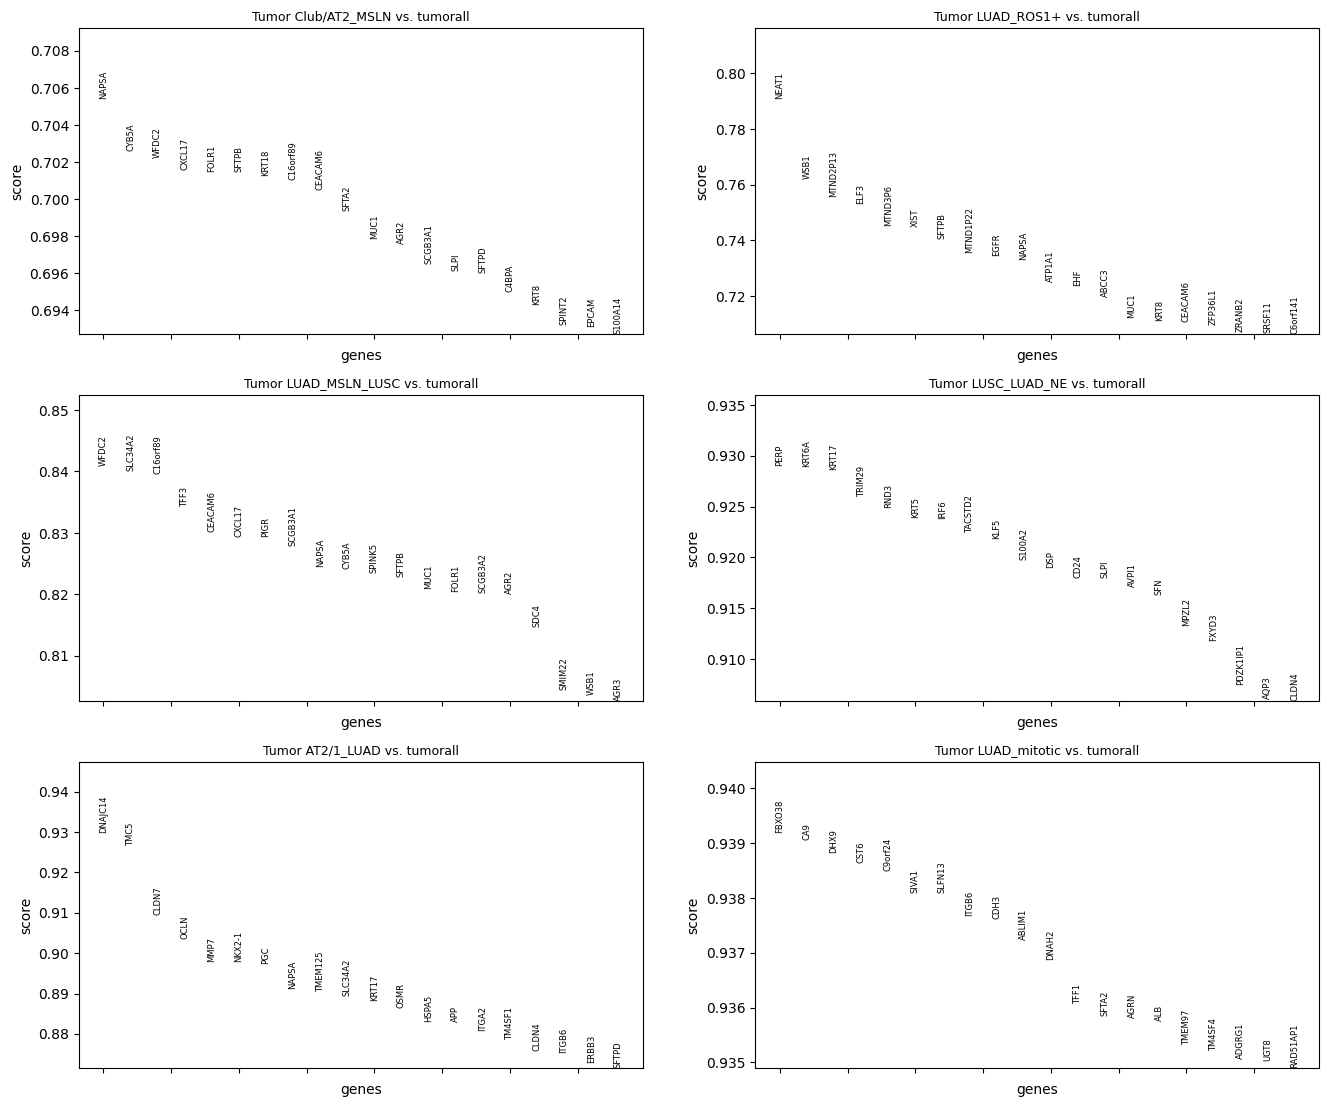 Tumor Club/AT2_MSLN vs. tumorall
score
0.708
0.706
0.704
0.702
0.700
0.698
0.696
0.694
NAPSA
CYB5A
WFDC2
CXCL17
FOLR1
SFTPB
KRT18
C16orf89
CEACAM6
SFTA2
MUC1
AGR2
SCGB3A1
SLPI
SFTPD
C4BPA
KRT8
SPINT2
EPCAM
S100A14
genes
Tumor LUAD_ROS1+ vs. tumorall
score
0.80
0.78
0.76
0.74
0.72
NEAT1
WSB1
MTND2P13
ELF3
MTND3P6
XIST
SFTPB
MTND1P22
EGFR
NAPSA
ATP1A1
EHF
ABCC3
MUC1
KRT8
CEACAM6
ZFP36L1
ZRANB2
SRSF11
C6orf141
genes
Tumor LUAD_MSLN_LUSC vs. tumorall
score
0.85
0.84
0.83
0.82
0.81
WFDC2
SLC34A2
C16orf89
TFF3
CEACAM6
CXCL17
PIGR
SCGB3A1
NAPSA
CYB5A
SPINK5
SFTPB
MUC1
FOLR1
SCGB3A2
AGR2
SDC4
SMIM22
WSB1
AGR3
genes
Tumor LUSC_LUAD_NE vs. tumorall
score
0.935
0.930
0.925
0.920
0.915
0.910
PERP
KRT6A
KRT17
TRIM29
RND3
KRT5
IRF6
TACSTD2
KLF5
S100A2
DSP
CD24
SLPI
AVPI1
SFN
MPZL2
FXYD3
PDZK1IP1
AQP3
CLDN4
genes
Tumor AT2/1_LUAD vs. tumorall
score
0.94
0.93
0.92
0.91
0.90
0.89
0.88
DNAJC14
TMC5
CLDN7
OCLN
MMP7
NKX2-1
PGC
NAPSA
TMEM125
SLC34A2
KRT17
OSMR
HSPA5
APP
ITGA2
TM4SF1
CLDN4
ITGB6
ERBB3
SFTPD
genes
Tumor LUAD_mitotic vs. tumorall
score
0.940
0.939
0.938
0.937
0.936
0.935
FBXO38
CA9
DHX9
CST6
C9orf24
SIVA1
SLFN13
ITGB6
CDH3
ABLIM1
DNAH2
TFF1
SFTA2
AGRN
ALB
TMEM97
TM4SF4
ADGRG1
UGT8
RAD51AP1
genes